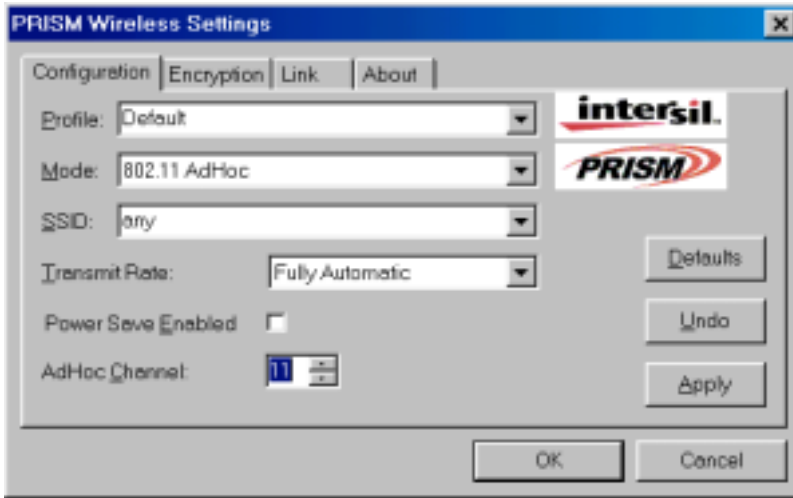 PRISM Wireless Settings
Configuration Encryption Link About
Profile: Default
intersil.
Mode: 802.11 AdHoc
PRISM
SSID: any
Transmit Rate: Fully Automatic
Defaults
Power Save Enabled
Undo
AdHoc Channel: 11
Apply
OK Cancel